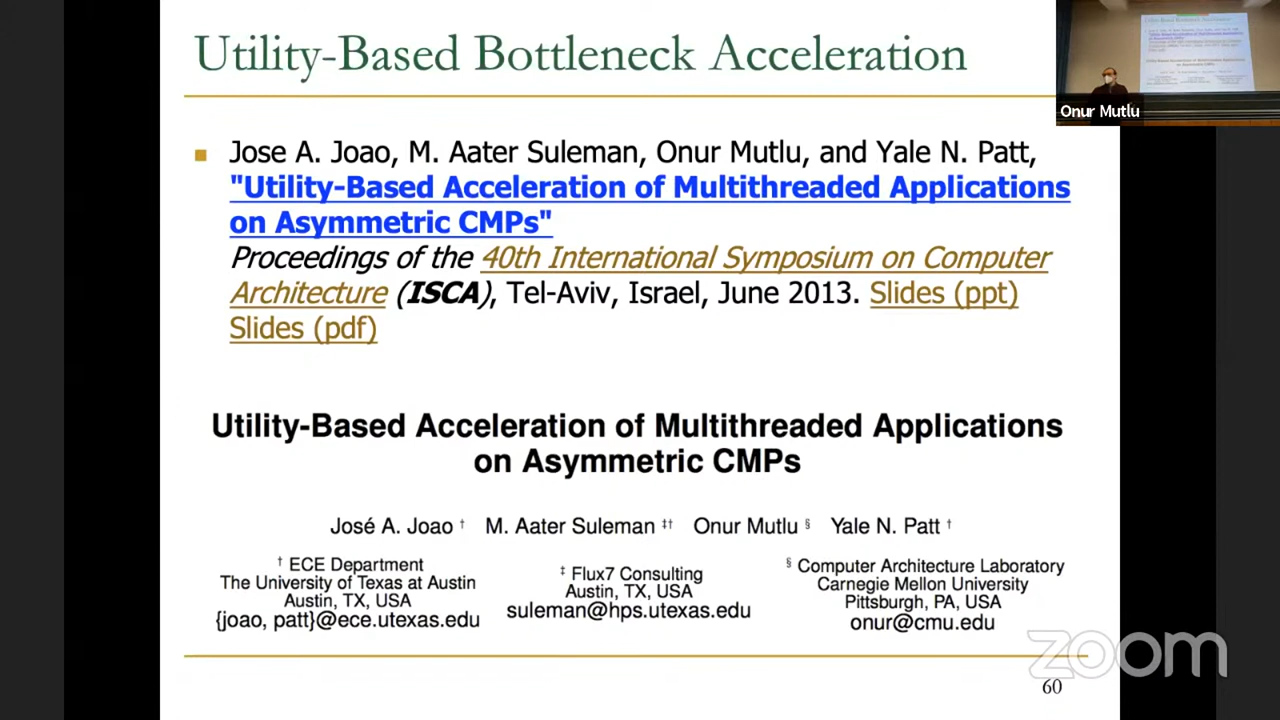 Utility-Based Bottleneck Acceleration
Onur Mutlu
Jose A. Joao, M. Aater Suleman, Onur Mutlu, and Yale N. Patt,
"Utility-Based Acceleration of Multithreaded Applications
on Asymmetric CMPs"
Proceedings of the 40th International Symposium on Computer
Architecture (ISCA), Tel-Aviv, Israel, June 2013. Slides (ppt)
Slides (pdf)
Utility-Based Acceleration of Multithreaded Applications
on Asymmetric CMPs
José A. Joao † M. Aater Suleman ‡† Onur Mutlu § Yale N. Patt †
† ECE Department
The University of Texas at Austin
Austin, TX, USA
{joao, patt}@ece.utexas.edu
‡ Flux7 Consulting
Austin, TX, USA
suleman@hps.utexas.edu
§ Computer Architecture Laboratory
Carnegie Mellon University
Pittsburgh, PA, USA
onur@cmu.edu
zoom
60